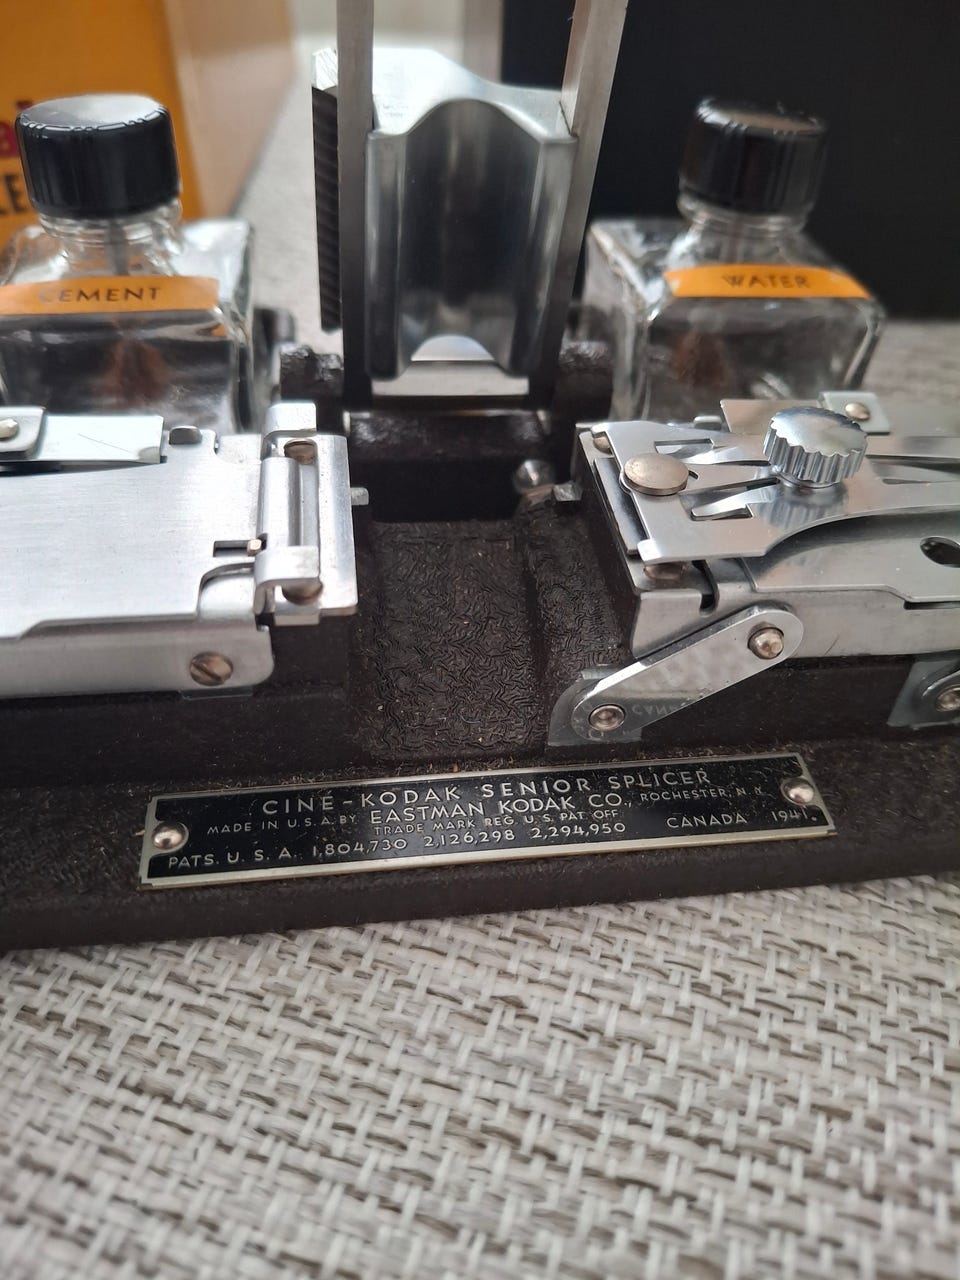 CEMENT
WATER
CINÉ-KODAK SENIOR SPLICER
MADE IN U.S.A. BY EASTMAN KODAK CO., ROCHESTER, N.Y.
TRADE MARK REG. U.S. PAT. OFF.
PATS. U. S. A. 1,804,730 2,126,298 2,294,950 CANADA 1941.